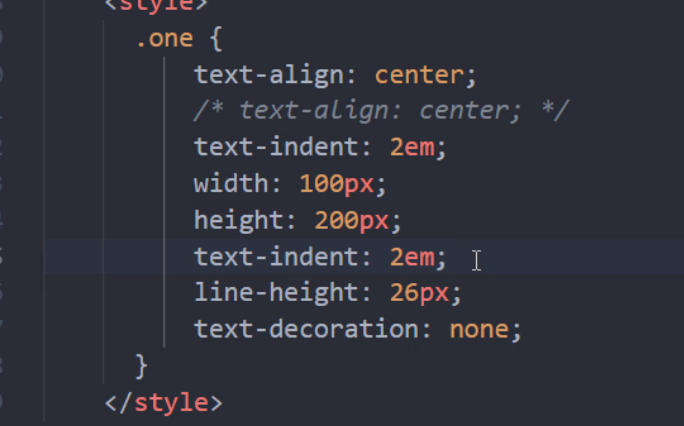 <style>
.one {
text-align: center;
/* text-align: center; */
text-indent: 2em;
width: 100px;
height: 200px;
text-indent: 2em;
line-height: 26px;
text-decoration: none;
}
</style>